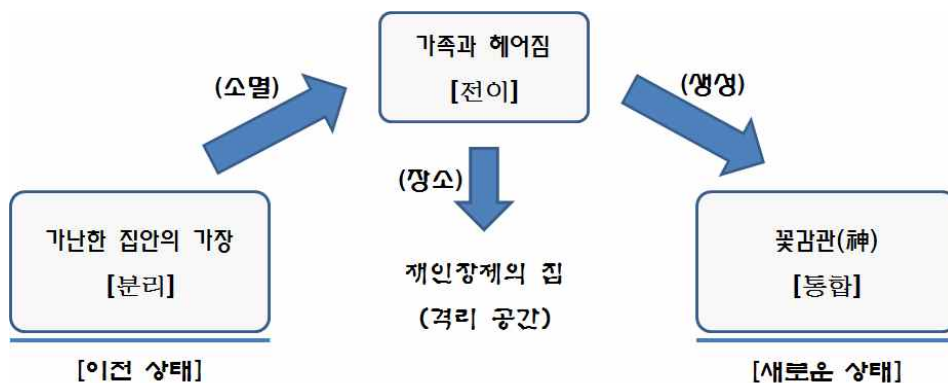 가족과 헤어짐
[전이]
(소멸)
(생성)
(장소)
가난한 집안의 가장
[분리]
재인장제의 집
(격리 공간)
꽃감관(神)
[통합]
[이전 상태]
[새로운 상태]